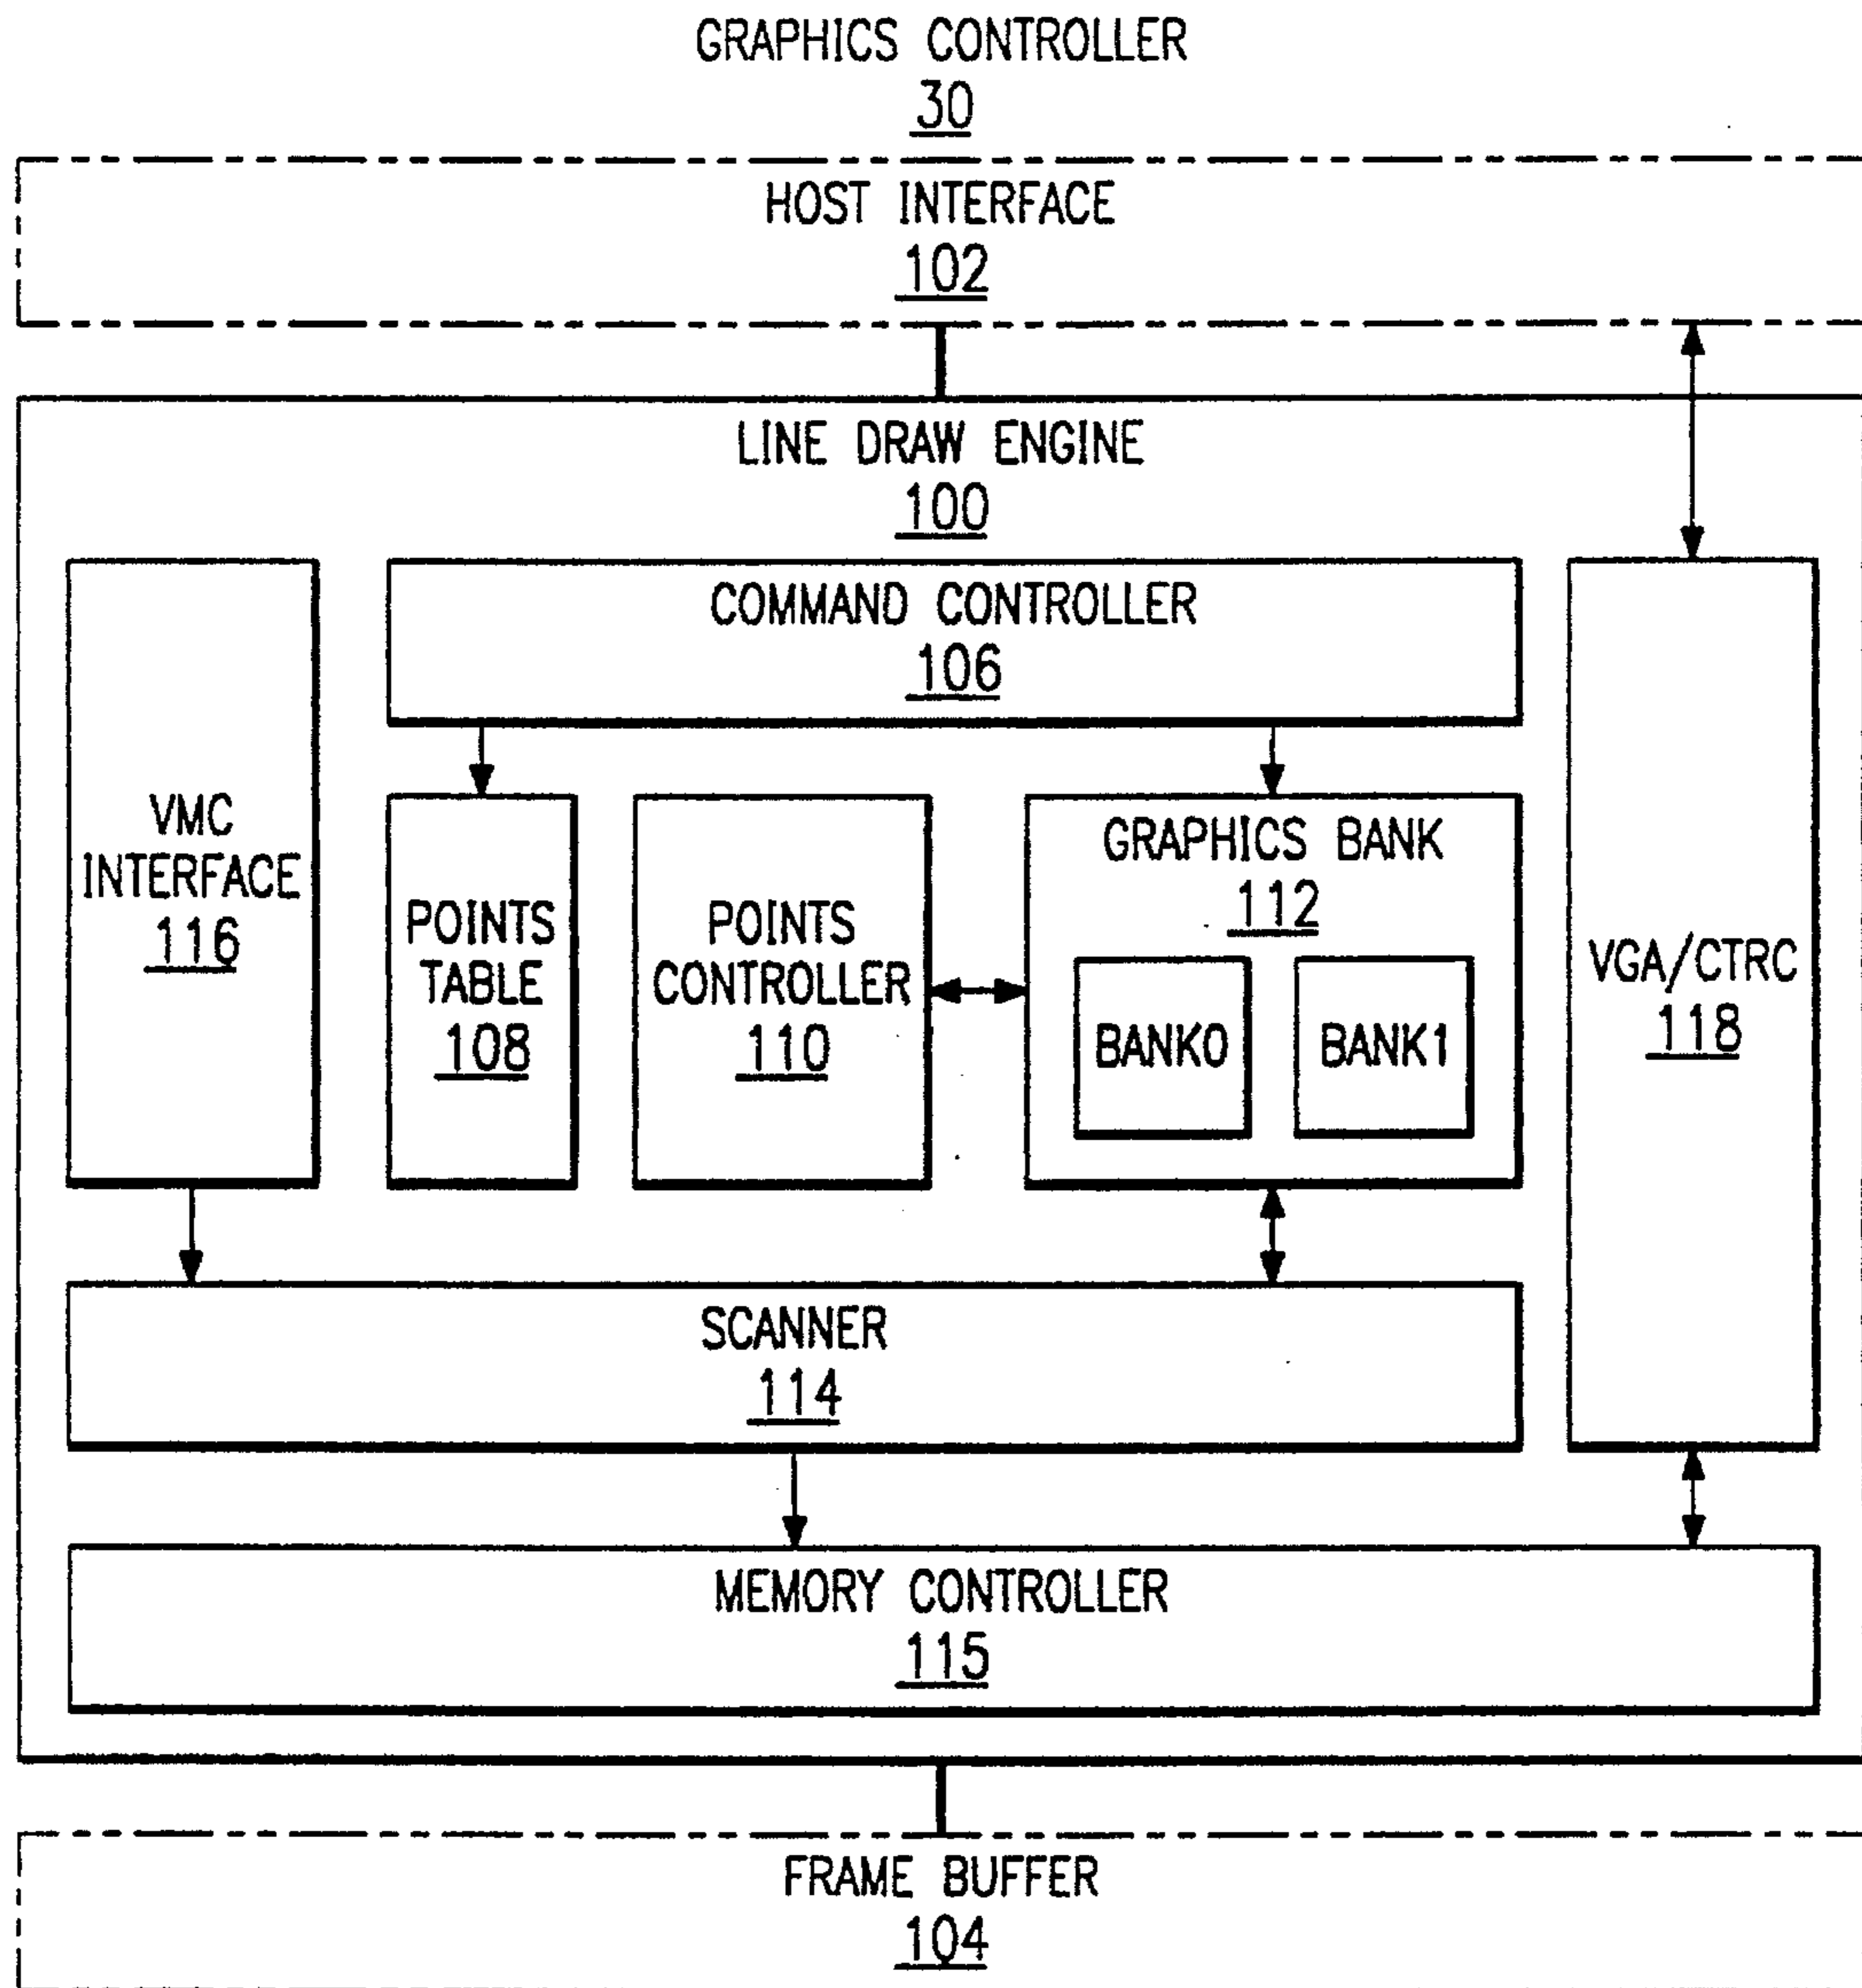 GRAPHICS CONTROLLER
30
HOST INTERFACE
102
LINE DRAW ENGINE
100
COMMAND CONTROLLER
106
VMC
INTERFACE
116
POINTS
TABLE
108
POINTS
CONTROLLER
110
GRAPHICS BANK
112
BANK0
BANK1
VGA/CTRC
118
SCANNER
114
MEMORY CONTROLLER
115
FRAME BUFFER
104